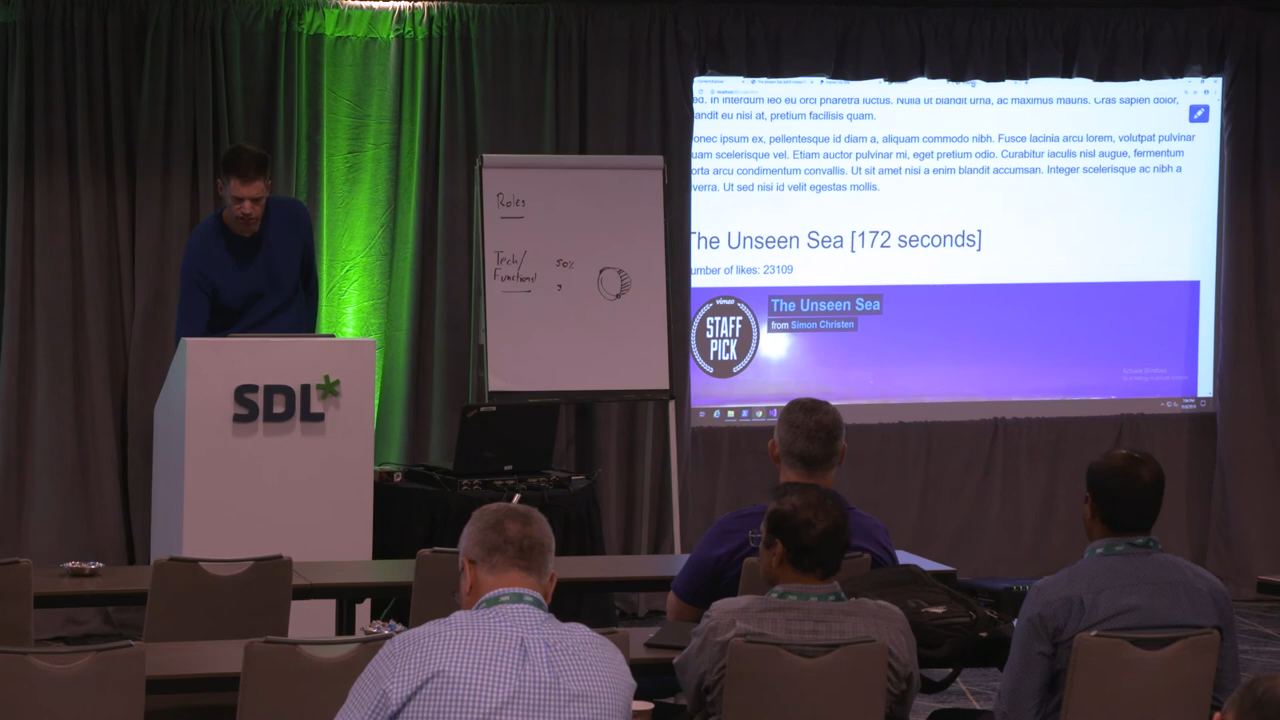 SDL*
Roles
Tech/
Functional
50%
?
ed. In interdum leo eu orci pharetra luctus. Nulla ut blandit urna, ac maximus mauris. Cras sapien dolor,
andit eu nisi at, pretium facilisis quam.
onec ipsum ex, pellentesque id diam a, aliquam commodo nibh. Fusce lacinia arcu lorem, volutpat pulvinar
uam scelerisque vel. Etiam auctor pulvinar mi, eget pretium odio. Curabitur iaculis nisl augue, fermentum
orta arcu condimentum convallis. Ut sit amet nisi a enim blandit accumsan. Integer scelerisque ac nibh a
verra. Ut sed nisi id velit egestas mollis.
The Unseen Sea [172 seconds]
umber of likes: 23109
vimeo
STAFF
PICK
The Unseen Sea
from Simon Christen
Activate Windows